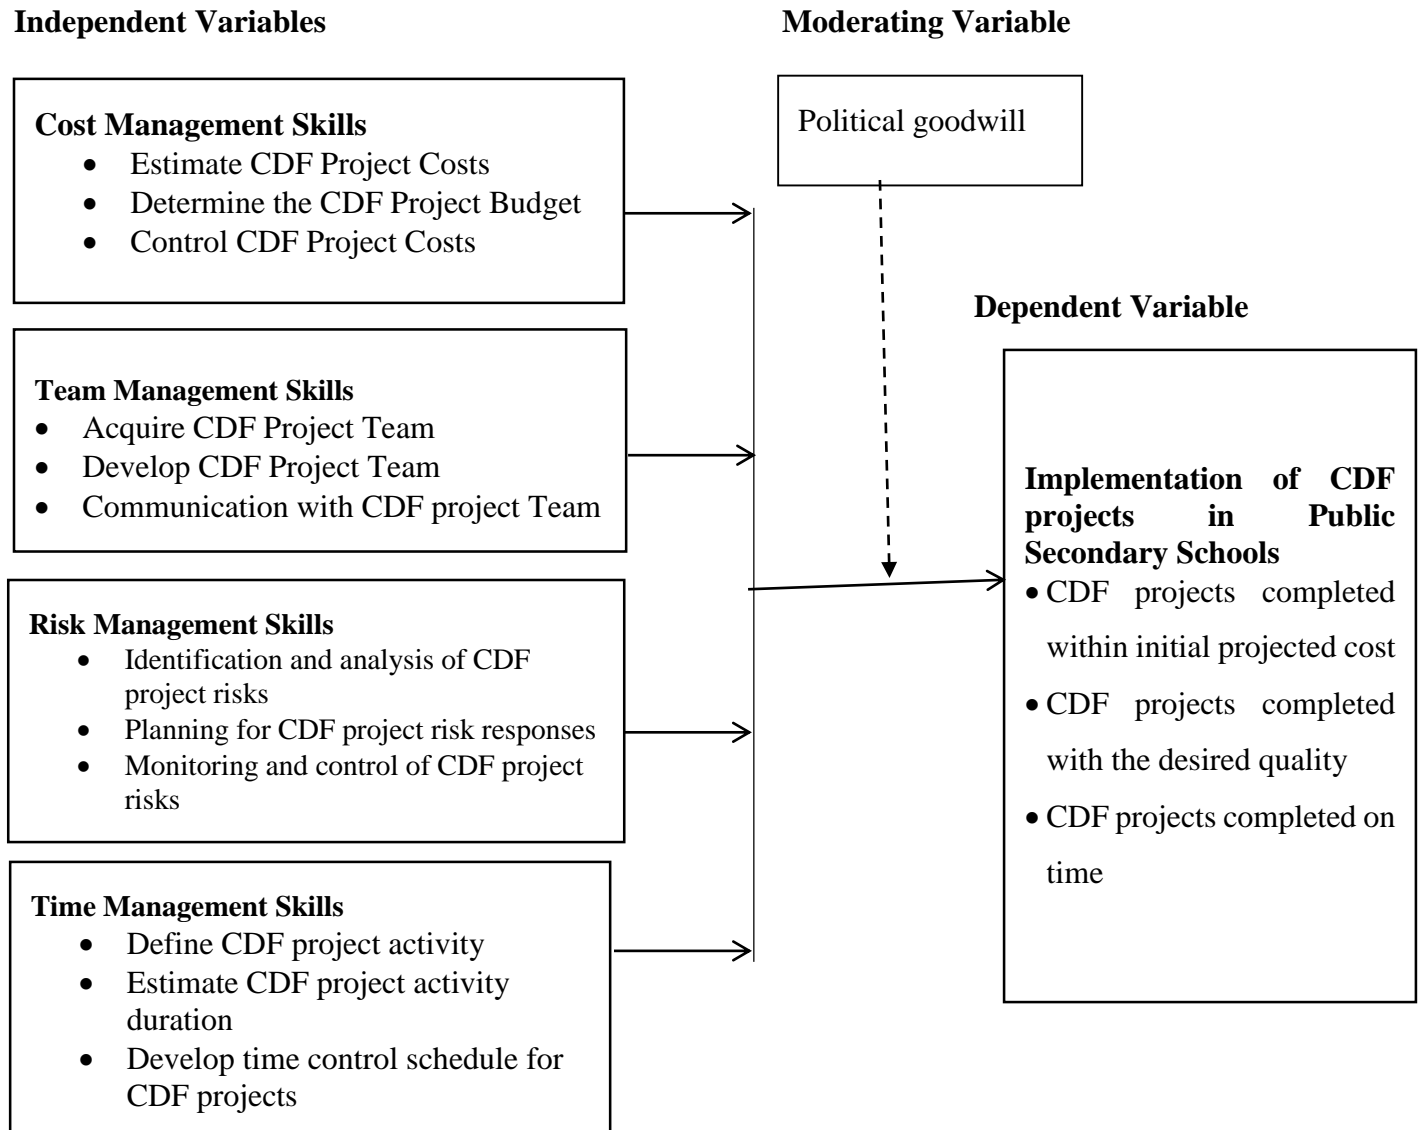 Independent Variables
Moderating Variable
Cost Management Skills
• Estimate CDF Project Costs
• Determine the CDF Project Budget
• Control CDF Project Costs
Political goodwill
Team Management Skills
• Acquire CDF Project Team
• Develop CDF Project Team
• Communication with CDF project Team
Risk Management Skills
• Identification and analysis of CDF
project risks
• Planning for CDF project risk responses
• Monitoring and control of CDF project
risks
Time Management Skills
• Define CDF project activity
• Estimate CDF project activity
duration
• Develop time control schedule for
CDF projects
Dependent Variable
Implementation of CDF
projects in Public
Secondary Schools
• CDF projects completed
within initial projected cost
• CDF projects completed
with the desired quality
• CDF projects completed on
time